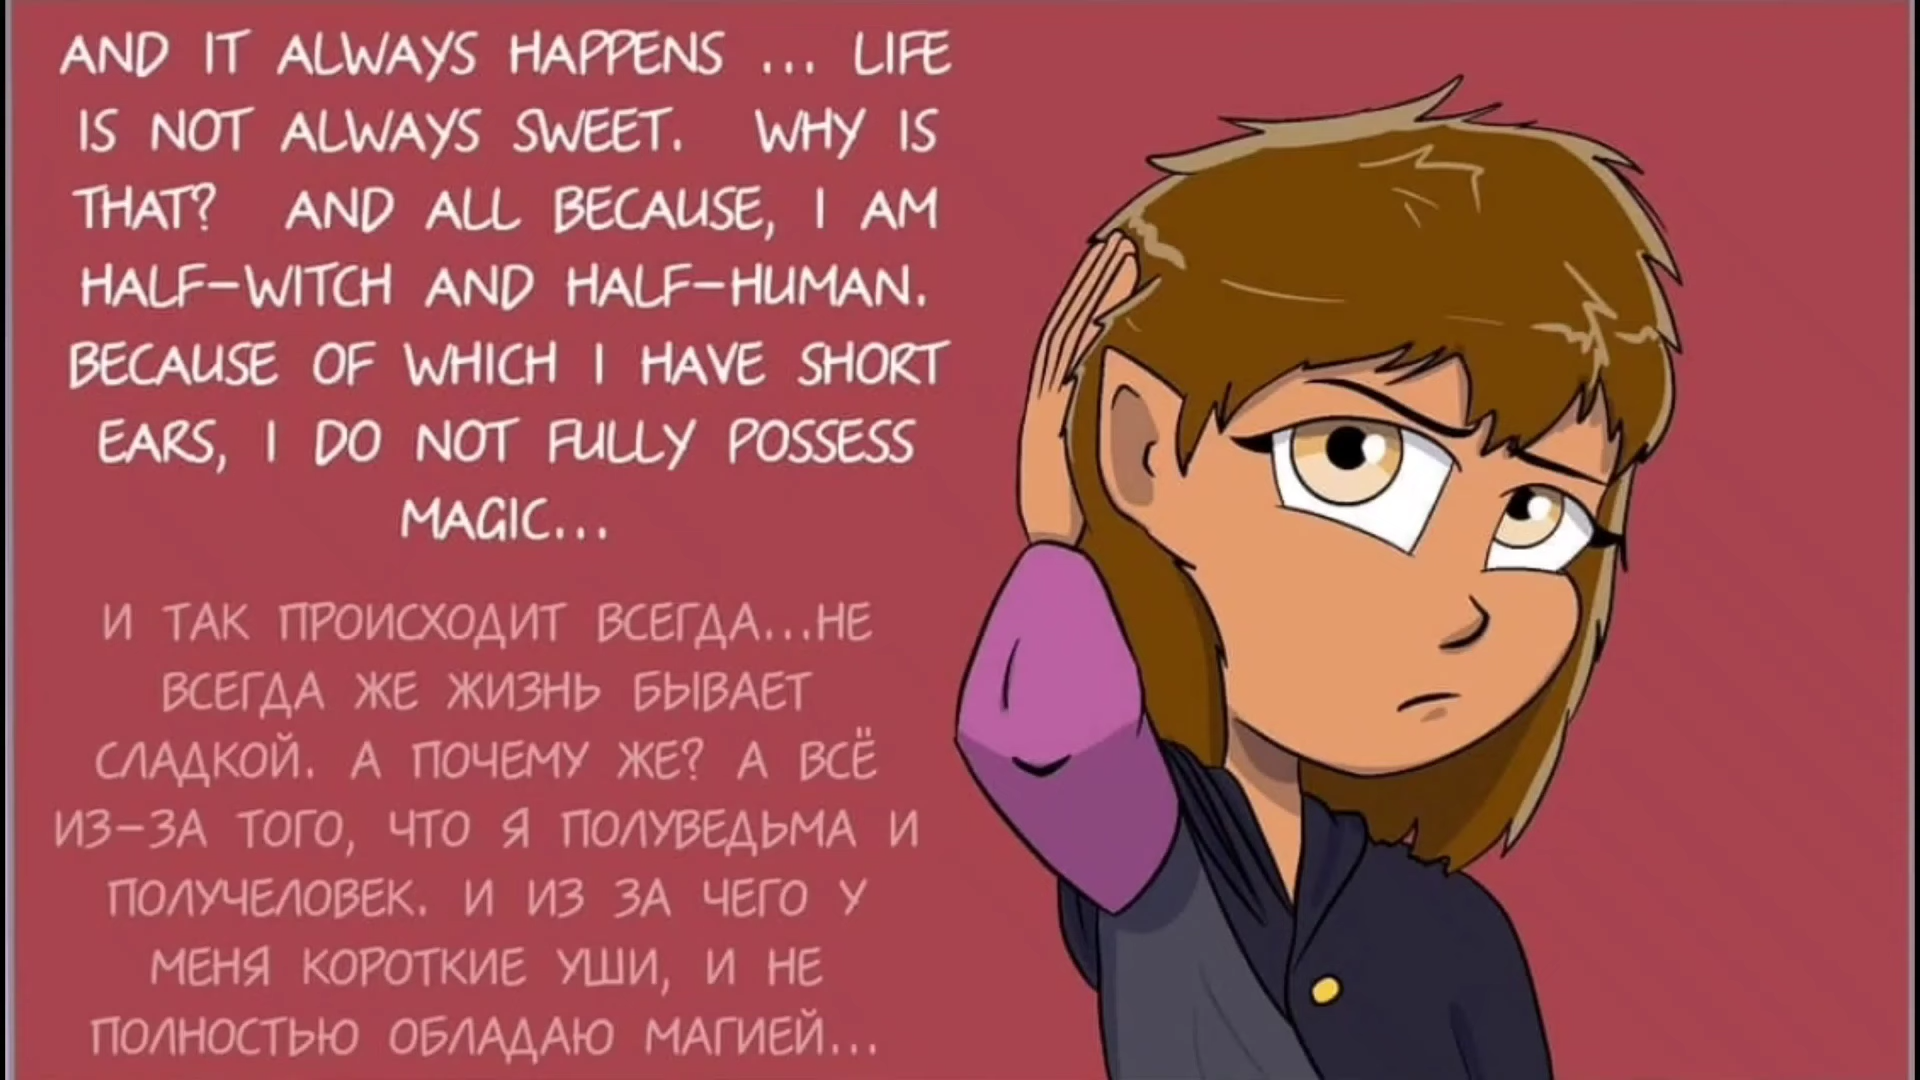 AND IT ALWAYS HAPPENS ... LIFE
IS NOT ALWAYS SWEET. WHY IS
THAT? AND ALL BECAUSE, I AM
HALF-WITCH AND HALF-HUMAN.
BECAUSE OF WHICH I HAVE SHORT
EARS, I DO NOT FULLY POSSESS
MAGIC...
И ТАК ПРОИСХОДИТ ВСЕГДА...НЕ
ВСЕГДА ЖЕ ЖИЗНЬ БЫВАЕТ
СЛАДКОЙ. А ПОЧЕМУ ЖЕ? А ВСЁ
ИЗ-ЗА ТОГО, ЧТО Я ПОЛУВЕДЬМА И
ПОЛУЧЕЛОВЕК. И ИЗ ЗА ЧЕГО У
МЕНЯ КОРОТКИЕ УШИ, И НЕ
ПОЛНОСТЬЮ ОБЛАДАЮ МАГИЕЙ...